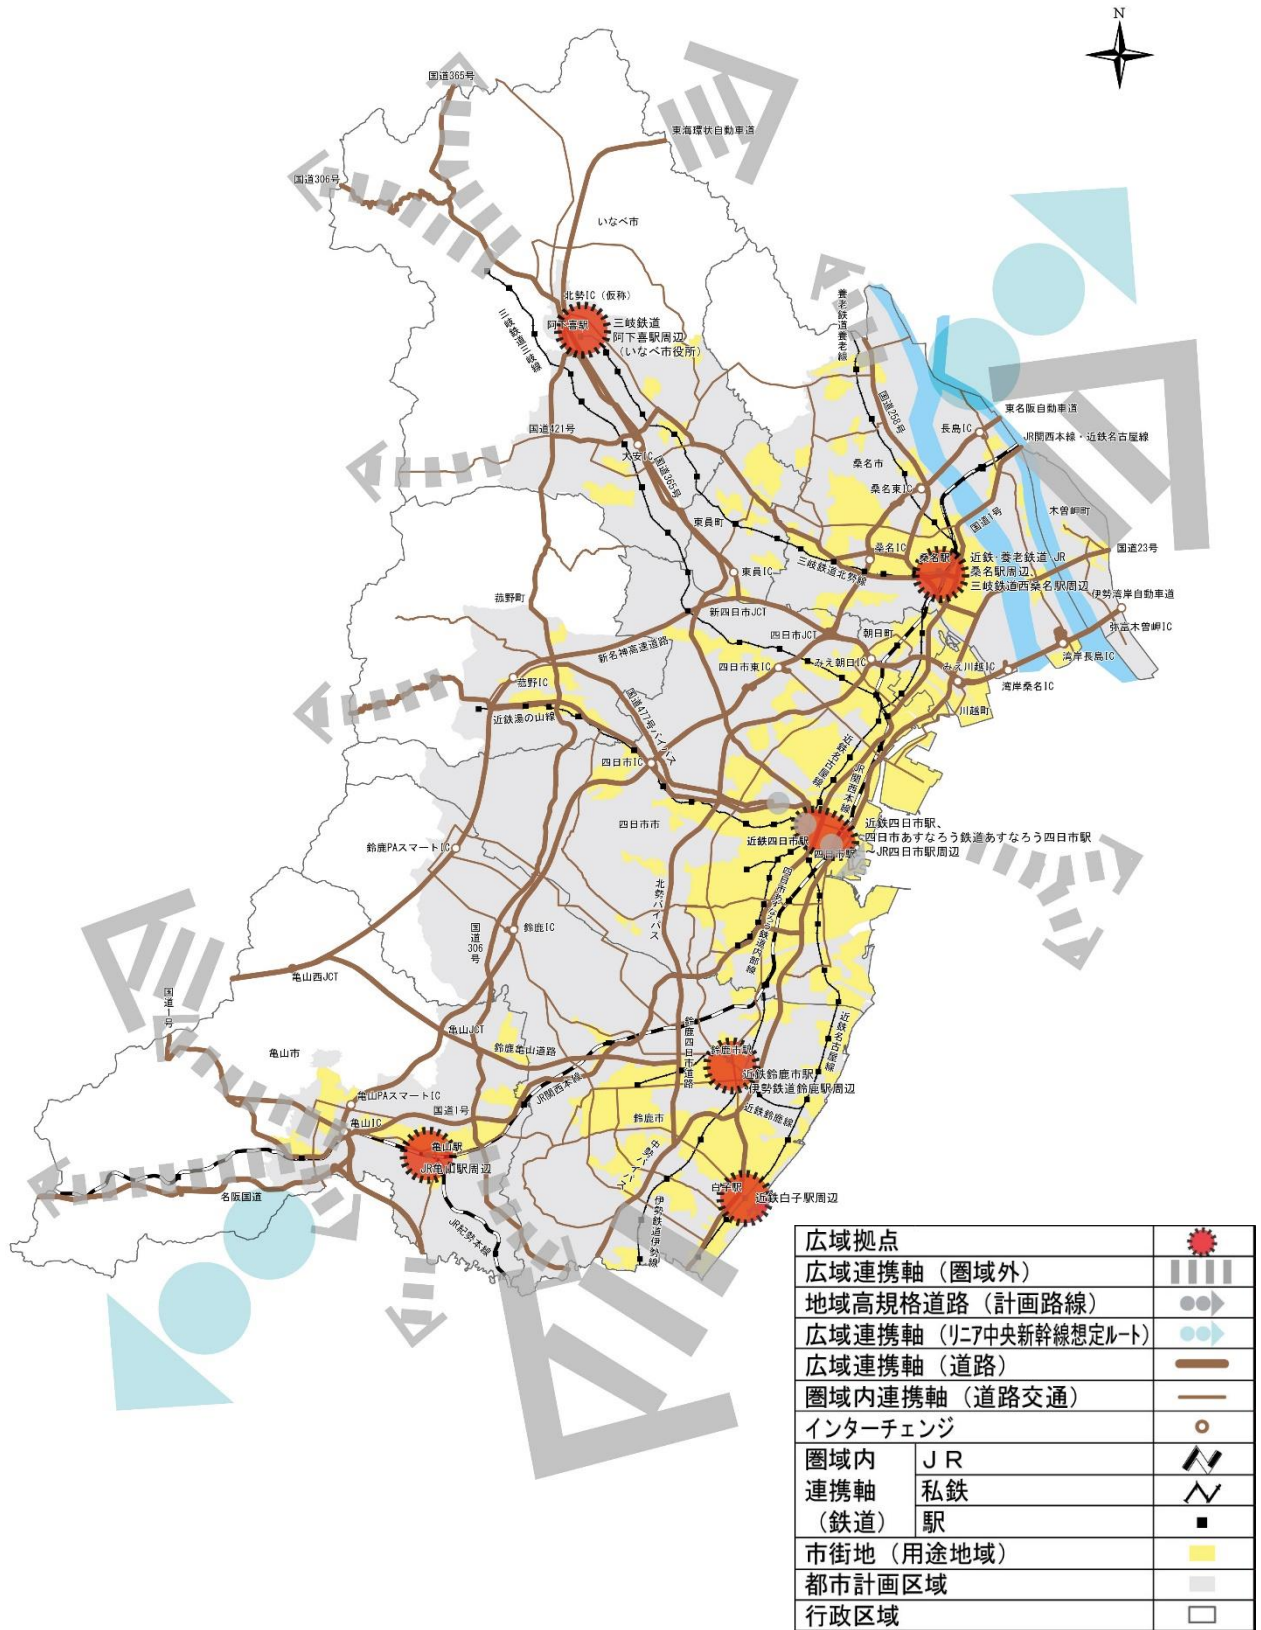 N
国道365号
東海環状自動車道
国道306号
いなべ市
北勢IC（仮称）
阿下喜駅
三岐鉄道
阿下喜駅周辺
（いなべ市役所）
三岐鉄道三岐線
養老鉄道養老線
国道258号
東名阪自動車道
長島IC
JR関西本線・近鉄名古屋線
国道421号
大安IC
国道365号
桑名市
桑名東IC
木曽岬町
国道1号
東員町
桑名IC
桑名駅
近鉄・養老鉄道・JR
桑名駅周辺、
三岐鉄道西桑名駅周辺
国道23号
東員IC
三岐鉄道北勢線
伊勢湾岸自動車道
弥富木曽岬IC
菰野町
新四日市JCT
四日市JCT
朝日町
新名神高速道路
四日市東IC
みえ朝日IC
みえ川越IC
湾岸長島IC
湾岸桑名IC
菰野IC
川越町
近鉄湯の山線
国道477号バイパス
四日市IC
近鉄名古屋線
JR関西本線
四日市市
近鉄四日市駅
四日市駅
近鉄四日市駅、
四日市あすなろう鉄道あすなろう四日市駅
～JR四日市駅周辺
鈴鹿PAスマートIC
北勢バイパス
四日市あすなろう鉄道内部線
国道306号
鈴鹿IC
亀山西JCT
国道1号
亀山JCT
亀山市
鈴鹿亀山道路
鈴鹿四日市道路
近鉄名古屋線
鈴鹿市駅
近鉄鈴鹿市駅
伊勢鉄道鈴鹿駅周辺
JR関西本線
亀山PAスマートIC
国道1号
亀山IC
鈴鹿市
近鉄鈴鹿線
中勢バイパス
亀山駅
JR亀山駅周辺
白子駅
近鉄白子駅周辺
名阪国道
JR紀勢本線
伊勢鉄道伊勢線
広域拠点
広域連携軸（圏域外）
地域高規格道路（計画路線）
広域連携軸（リニア中央新幹線想定ルート）
広域連携軸（道路）
圏域内連携軸（道路交通）
インターチェンジ
圏域内 ＪＲ
連携軸 私鉄
（鉄道） 駅
市街地（用途地域）
都市計画区域
行政区域